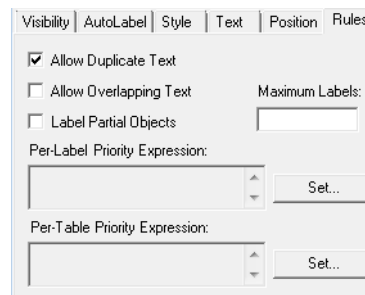 Visibility AutoLabel Style Text Position Rules
Allow Duplicate Text
Allow Overlapping Text Maximum Labels:
Label Partial Objects
Per-Label Priority Expression:
Set...
Per-Table Priority Expression:
Set...